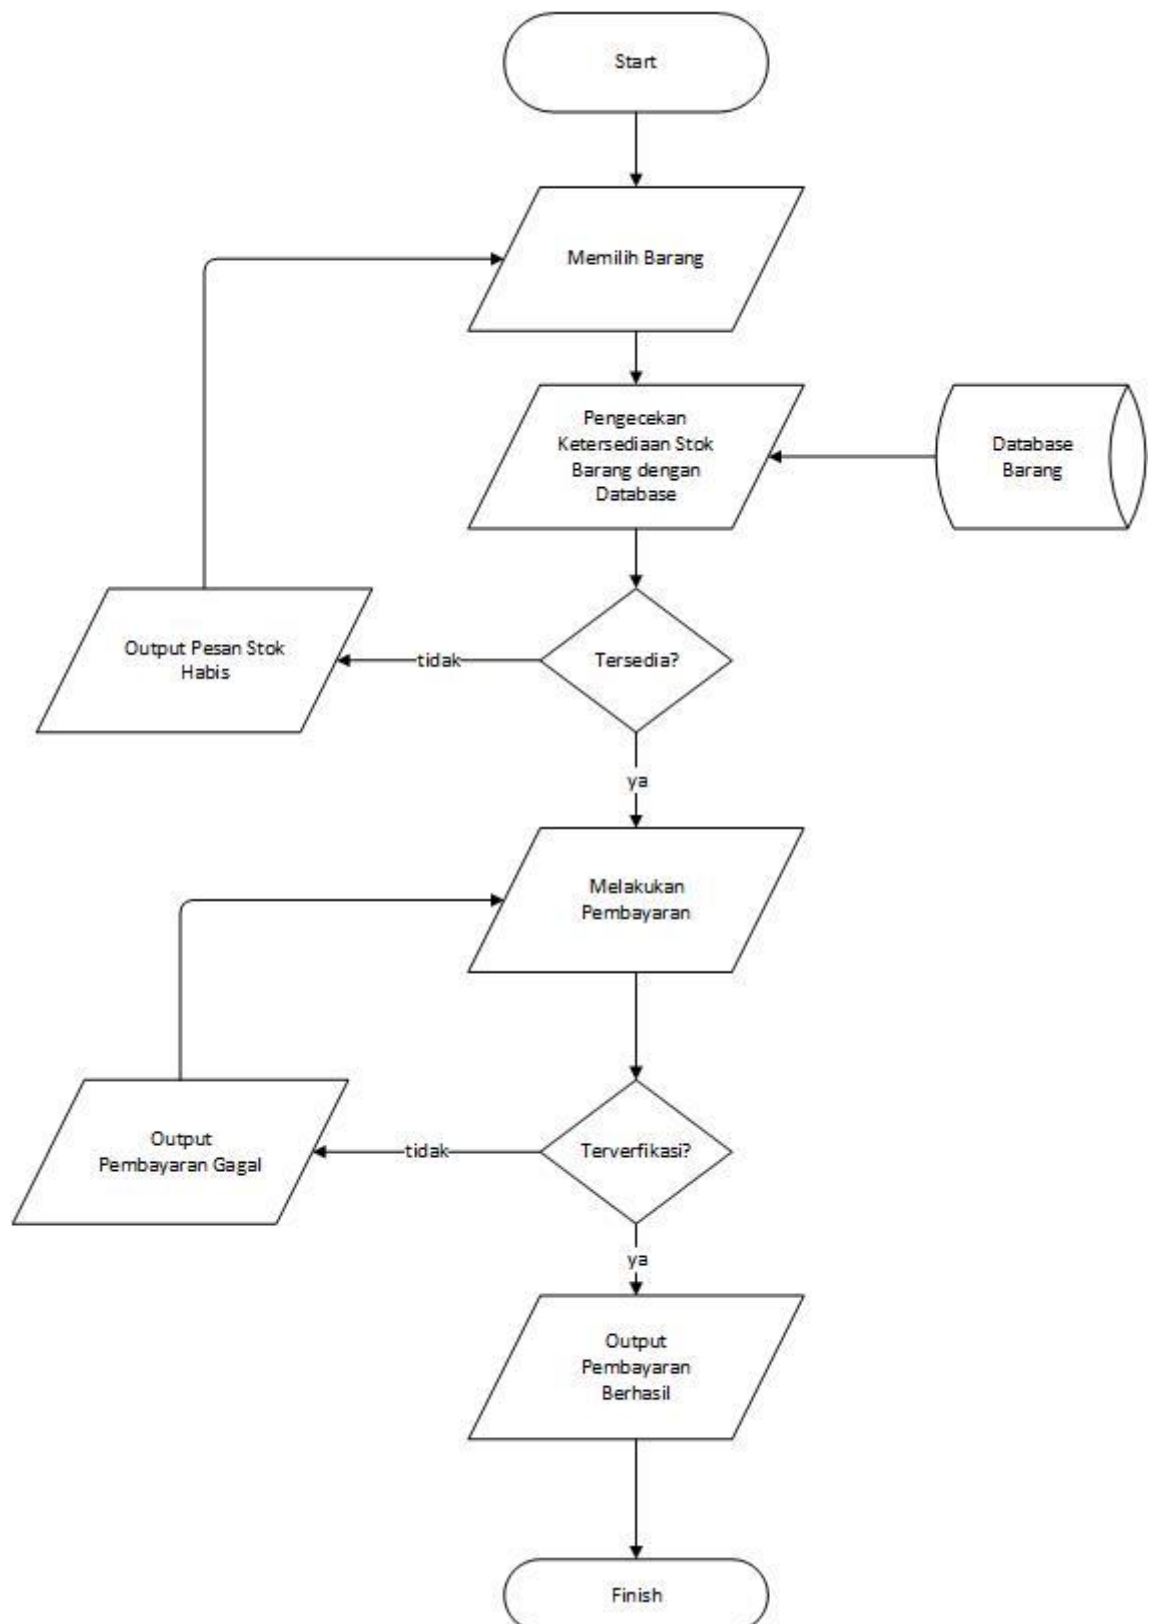 Start
Memilih Barang
Pengecekan
Ketersediaan Stok
Barang dengan
Database
Database
Barang
Output Pesan Stok
Habis
tidak
Tersedia?
ya
Melakukan
Pembayaran
Output
Pembayaran Gagal
tidak
Terverfikasi?
ya
Output
Pembayaran
Berhasil
Finish